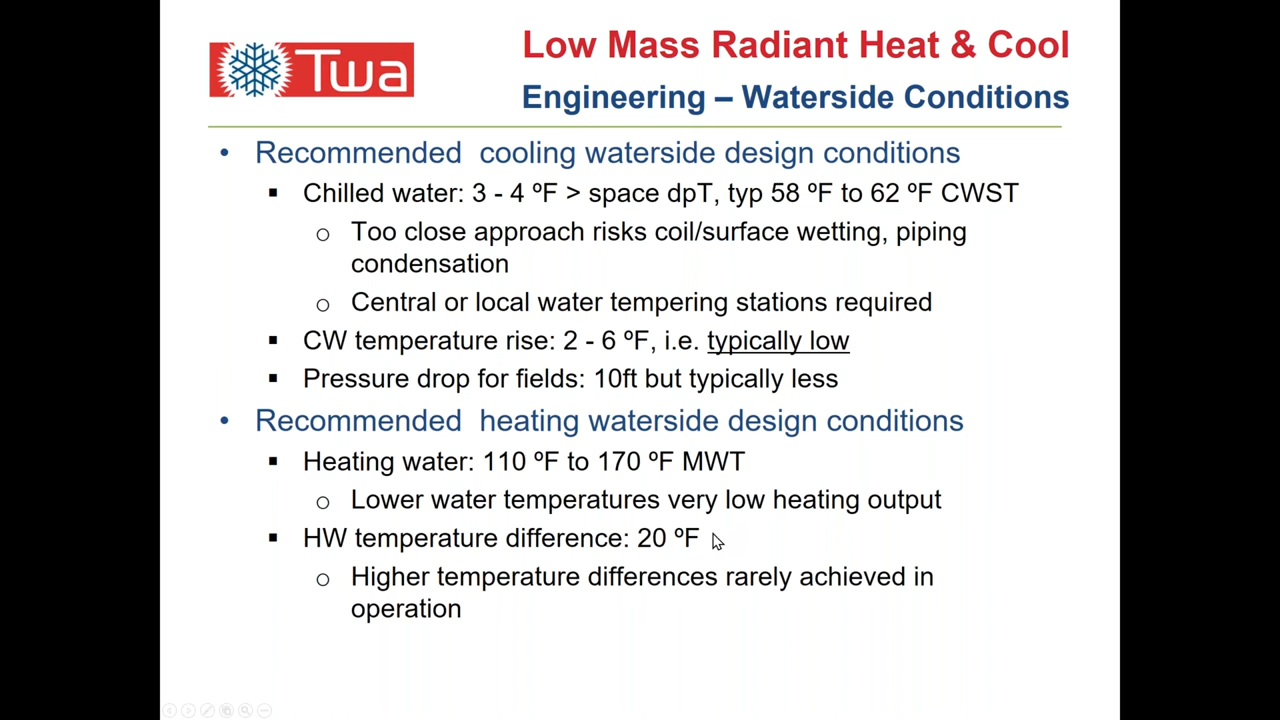 Twa
Low Mass Radiant Heat & Cool
Engineering – Waterside Conditions
• Recommended cooling waterside design conditions
▪ Chilled water: 3 - 4 ºF > space dpT, typ 58 ºF to 62 ºF CWST
o Too close approach risks coil/surface wetting, piping
condensation
o Central or local water tempering stations required
▪ CW temperature rise: 2 - 6 ºF, i.e. typically low
▪ Pressure drop for fields: 10ft but typically less
• Recommended heating waterside design conditions
▪ Heating water: 110 ºF to 170 ºF MWT
o Lower water temperatures very low heating output
▪ HW temperature difference: 20 ºF
o Higher temperature differences rarely achieved in
operation